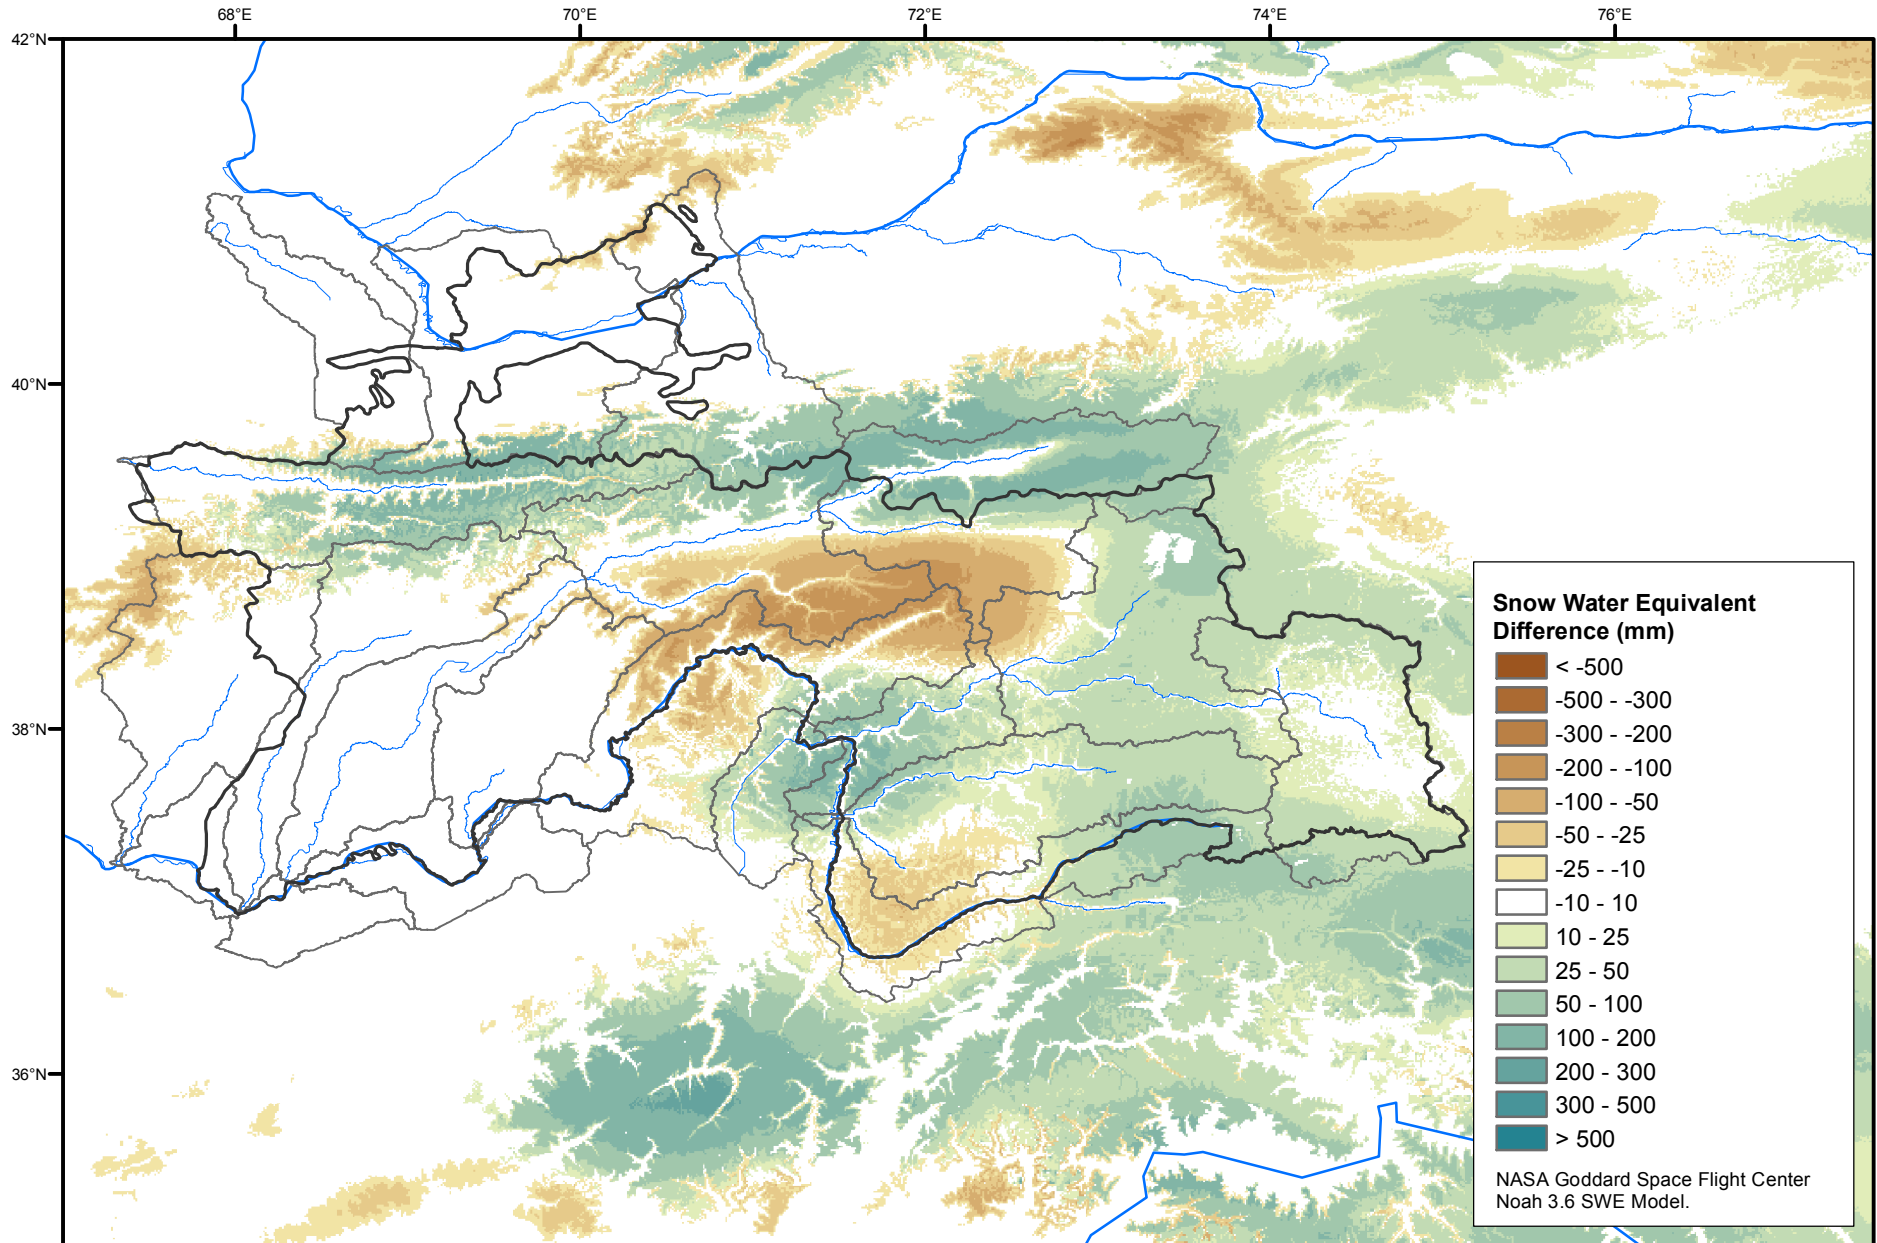 68°E
70°E
72°E
74°E
76°E
42°N
40°N
38°N
36°N
Snow Water Equivalent
Difference (mm)
< -500
-500 - -300
-300 - -200
-200 - -100
-100 - -50
-50 - -25
-25 - -10
-10 - 10
10 - 25
25 - 50
50 - 100
100 - 200
200 - 300
300 - 500
> 500
NASA Goddard Space Flight Center
Noah 3.6 SWE Model.